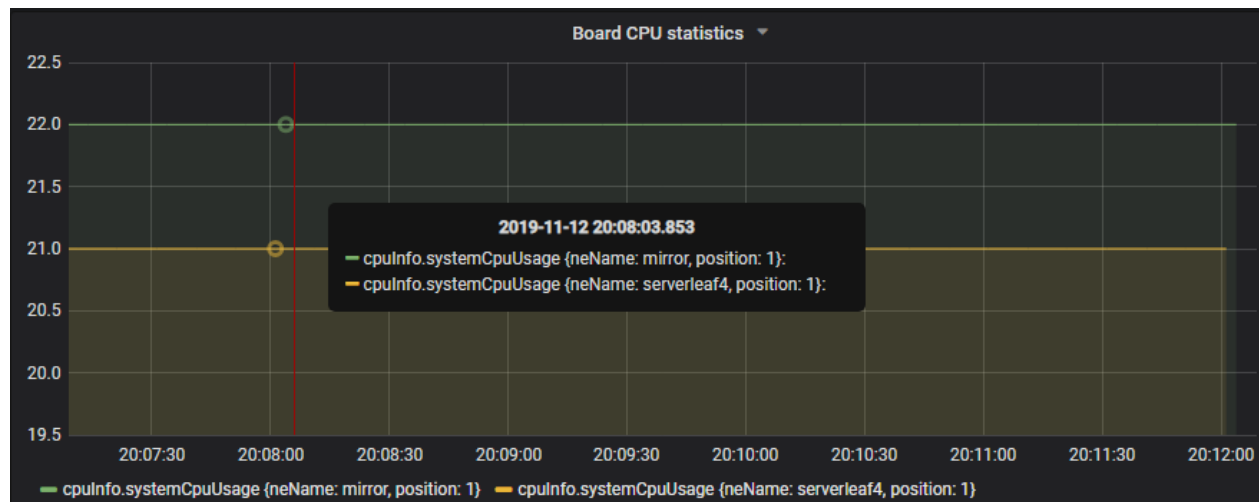 Board CPU statistics
22.5
22.0
21.5
21.0
20.5
20.0
19.5
2019-11-12 20:08:03.853
cpuInfo.systemCpuUsage {neName: mirror, position: 1}:
cpuInfo.systemCpuUsage {neName: serverleaf4, position: 1}:
20:07:30 20:08:00 20:08:30 20:09:00 20:09:30 20:10:00 20:10:30 20:11:00 20:11:30 20:12:00
cpuInfo.systemCpuUsage {neName: mirror, position: 1} cpuInfo.systemCpuUsage {neName: serverleaf4, position: 1}